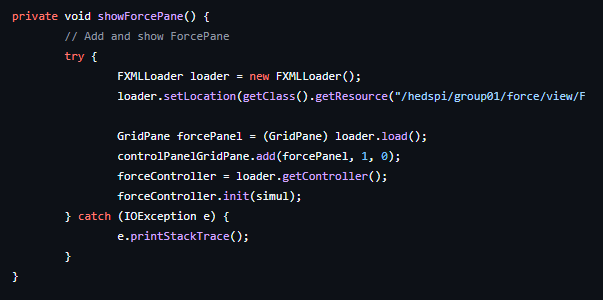 private void showForcePane() {
// Add and show ForcePane
try {
FXMLLoader loader = new FXMLLoader();
loader.setLocation(getClass().getResource("/hedspi/group01/force/view/F
GridPane forcePanel = (GridPane) loader.load();
controlPanelGridPane.add(forcePanel, 1, 0);
forceController = loader.getController();
forceController.init(simul);
} catch (IOException e) {
e.printStackTrace();
}
}